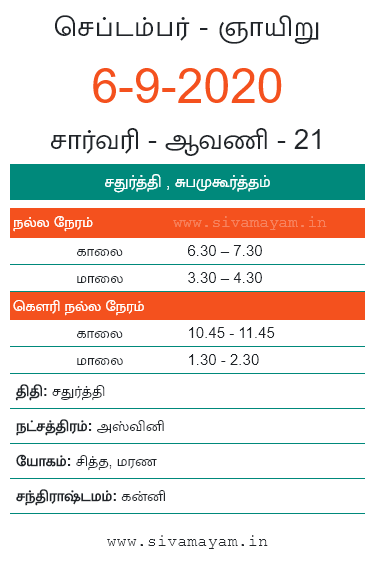 செப்டம்பர் - ஞாயிறு
6-9-2020
சார்வரி - ஆவணி - 21
சதுர்த்தி , சுபமுகூர்த்தம்
நல்ல நேரம் www.sivamayam.in
காலை 6.30 – 7.30
மாலை 3.30 – 4.30
கௌரி நல்ல நேரம்
காலை 10.45 - 11.45
மாலை 1.30 - 2.30
திதி: சதுர்த்தி
நட்சத்திரம்: அஸ்வினி
யோகம்: சித்த, மரண
சந்திராஷ்டமம்: கன்னி
www.sivamayam.in